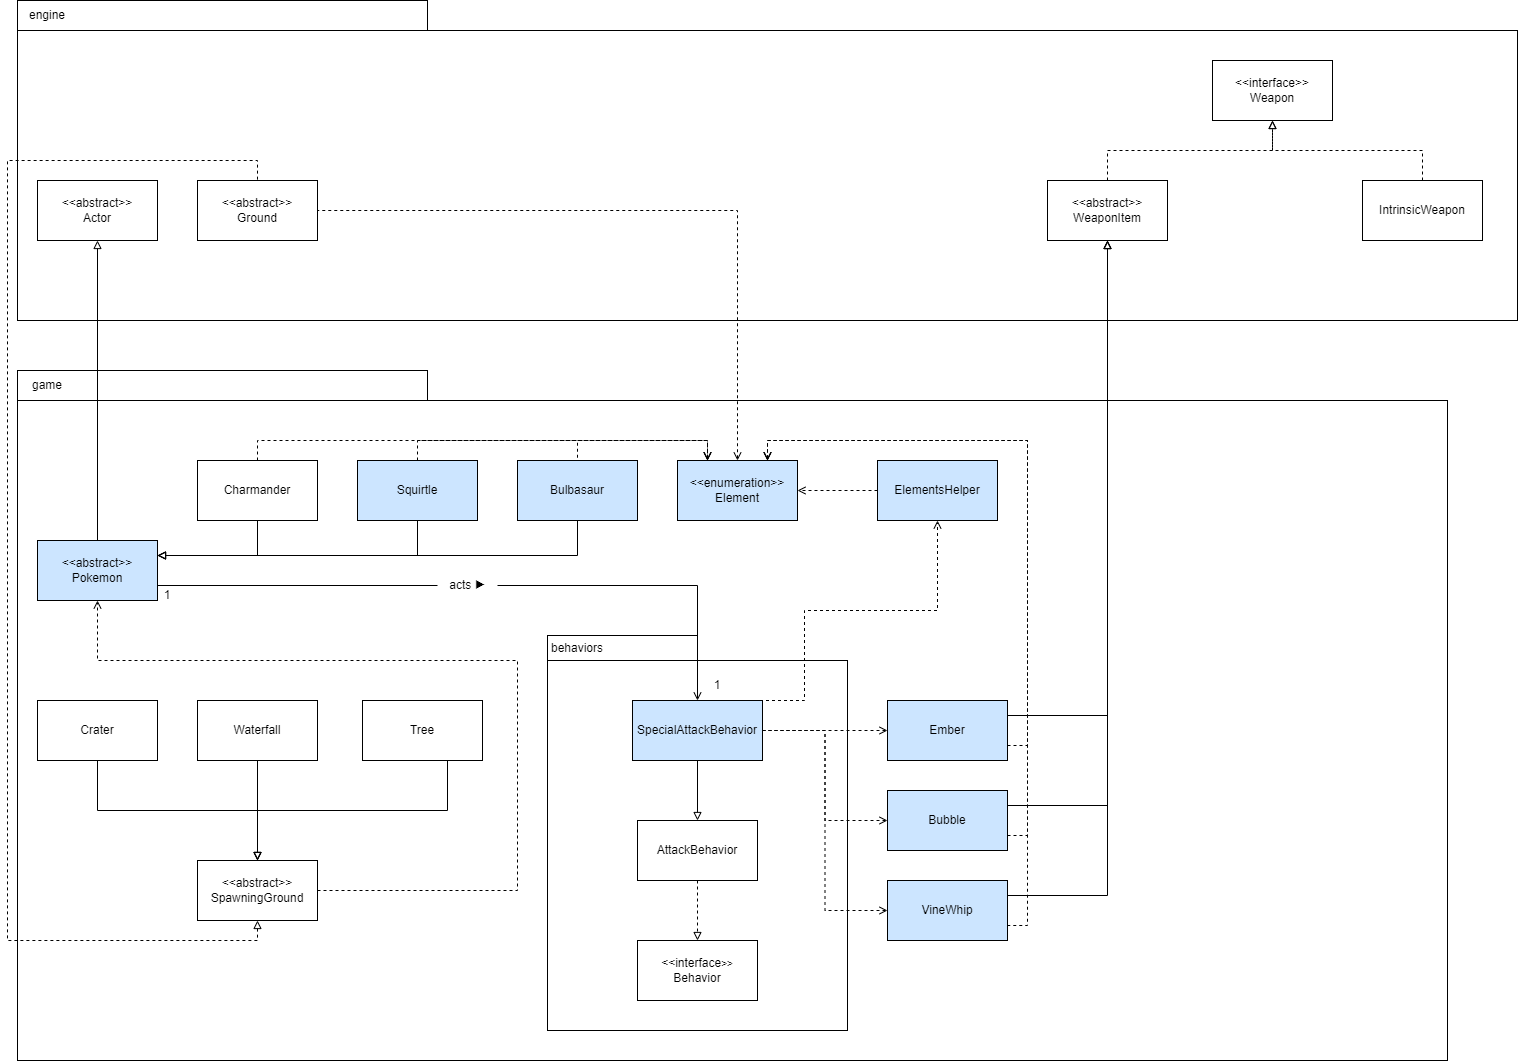 engine
<<interface>>
Weapon
<<abstract>>
Actor
<<abstract>>
Ground
<<abstract>>
WeaponItem
IntrinsicWeapon
game
Charmander
Squirtle
Bulbasaur
<<enumeration>>
Element
ElementsHelper
<<abstract>>
Pokemon
acts
1
behaviors
1
Crater
Waterfall
Tree
SpecialAttackBehavior
Ember
Bubble
AttackBehavior
<<abstract>>
SpawningGround
VineWhip
<<interface>>
Behavior